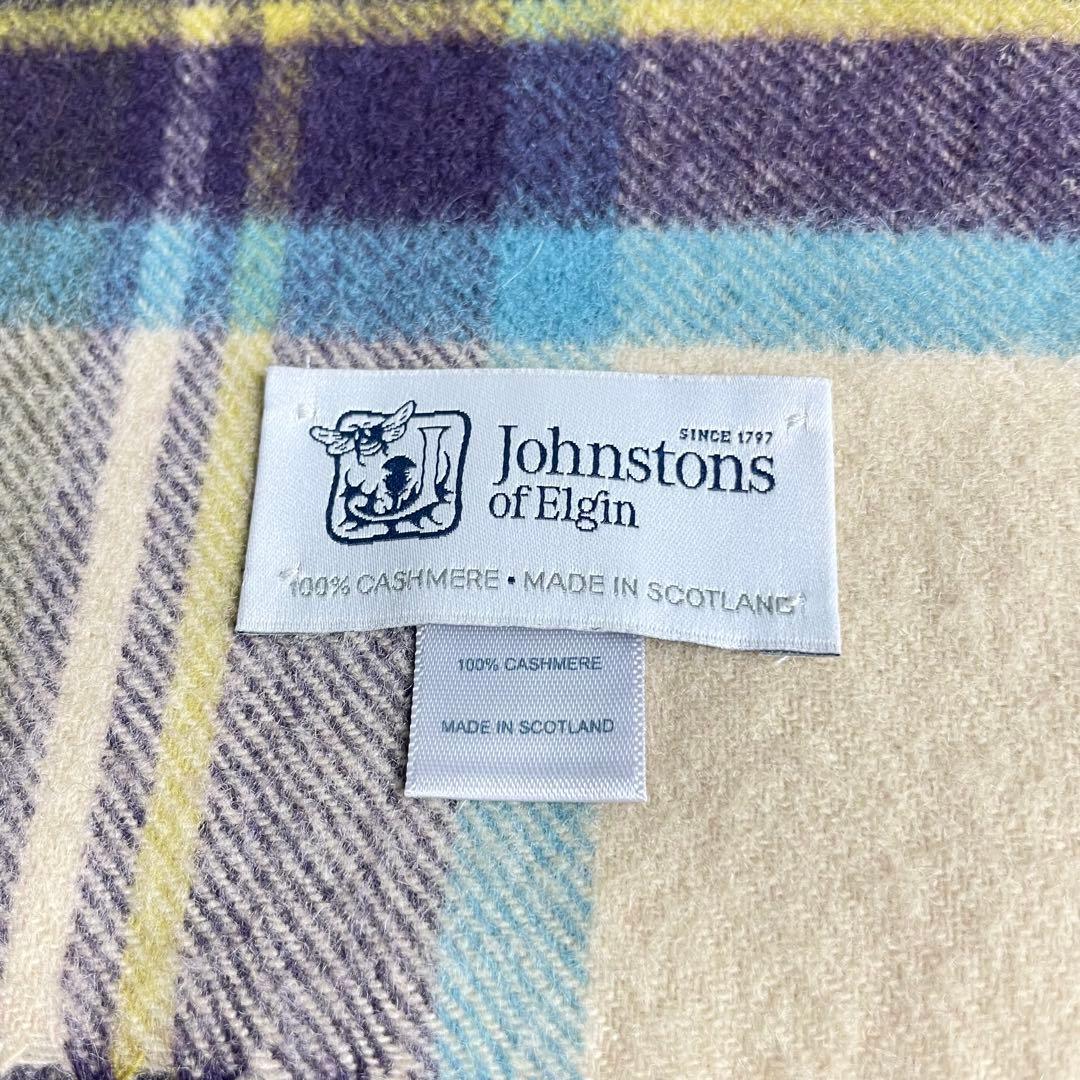 SINCE 1797
Johnstons
of Elgin
100% CASHMERE • MADE IN SCOTLAND
100% CASHMERE
MADE IN SCOTLAND